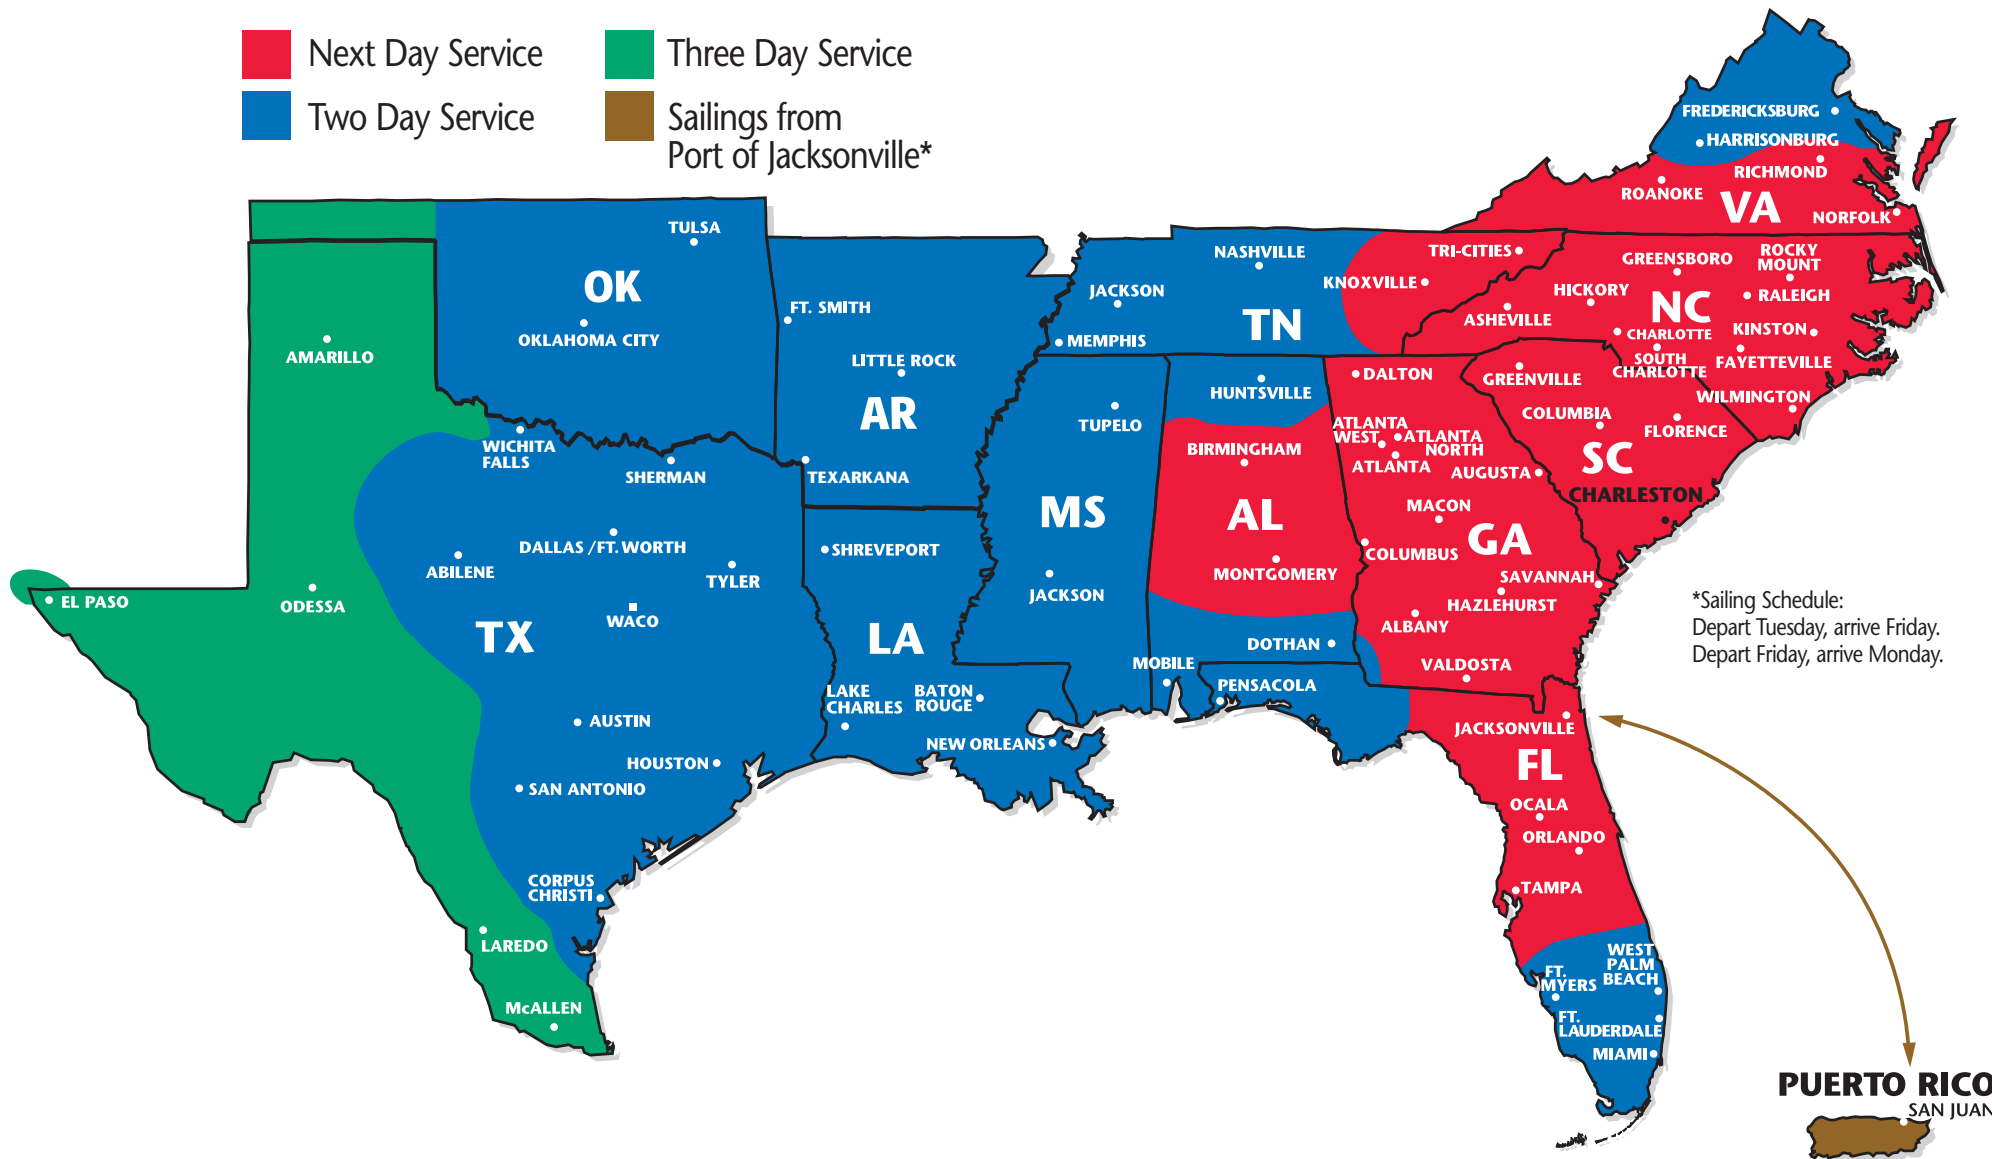 Next Day Service
Two Day Service
Three Day Service
Sailings from
Port of Jacksonville*
FREDERICKSBURG
HARRISONBURG
RICHMOND
ROANOKE
VA
NORFOLK
TULSA
OK
OKLAHOMA CITY
FT. SMITH
LITTLE ROCK
AR
TEXARKANA
NASHVILLE
JACKSON
TN
MEMPHIS
KNOXVILLE
TRI-CITIES
GREENSBORO
ROCKY
MOUNT
HICKORY
NC
RALEIGH
ASHEVILLE
CHARLOTTE
KINSTON
SOUTH
CHARLOTTE
FAYETTEVILLE
WILMINGTON
GREENVILLE
COLUMBIA
FLORENCE
SC
CHARLESTON
AMARILLO
WICHITA
FALLS
SHERMAN
DALLAS /FT. WORTH
ABILENE
TYLER
EL PASO
ODESSA
WACO
TX
AUSTIN
HOUSTON
SAN ANTONIO
CORPUS
CHRISTI
LAREDO
McALLEN
SHREVEPORT
LA
LAKE
CHARLES
BATON
ROUGE
NEW ORLEANS
TUPELO
MS
JACKSON
HUNTSVILLE
BIRMINGHAM
AL
MONTGOMERY
DOTHAN
MOBILE
PENSACOLA
DALTON
ATLANTA
WEST
ATLANTA
NORTH
ATLANTA
AUGUSTA
MACON
COLUMBUS
GA
SAVANNAH
HAZLEHURST
ALBANY
VALDOSTA
JACKSONVILLE
FL
OCALA
ORLANDO
TAMPA
WEST
PALM
BEACH
FT.
MYERS
FT.
LAUDERDALE
MIAMI
*Sailing Schedule:
Depart Tuesday, arrive Friday.
Depart Friday, arrive Monday.
PUERTO RICO
SAN JUAN